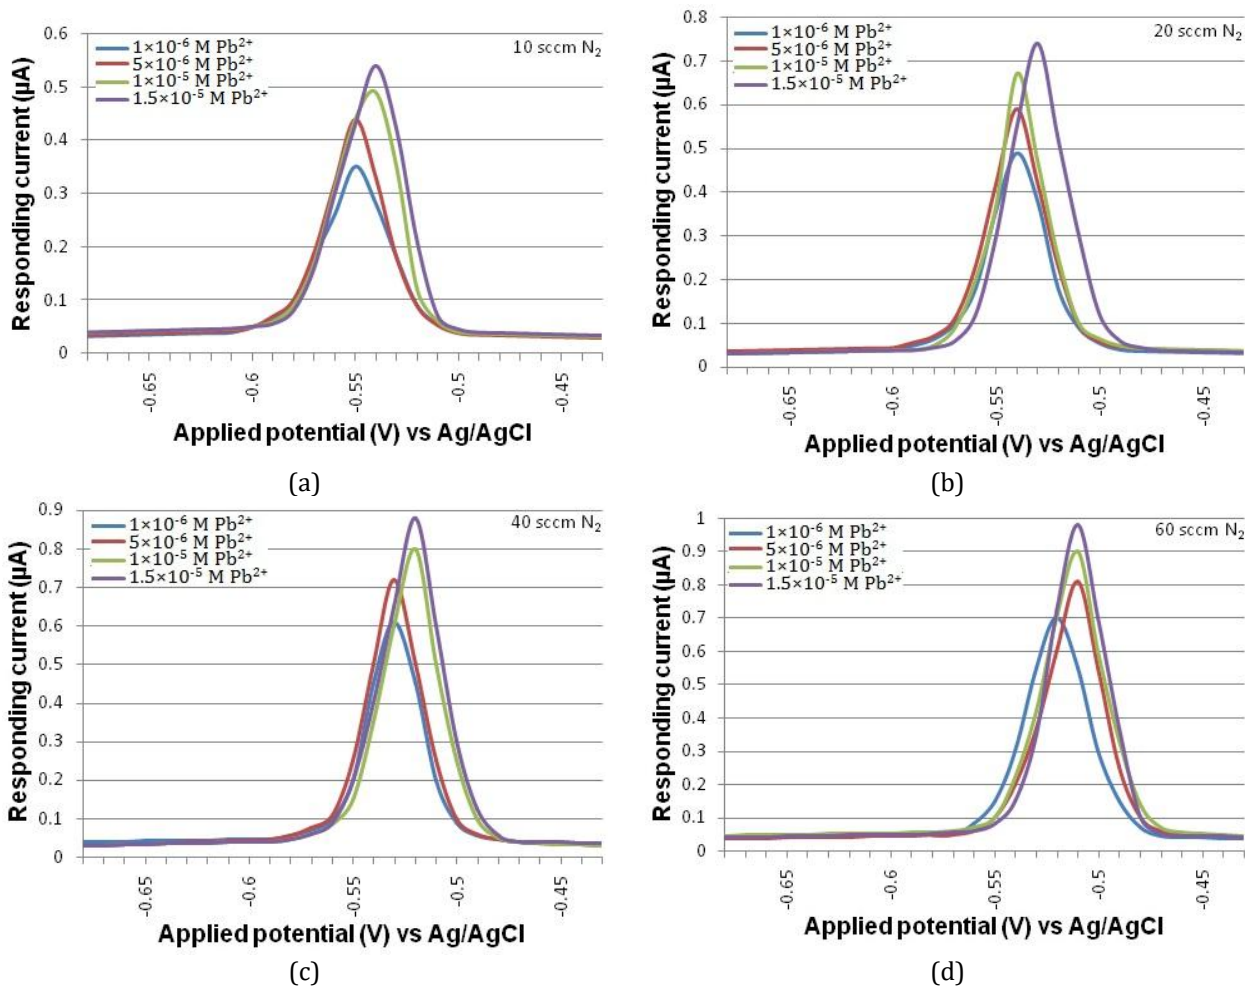 0.6
0.5
0.4
0.3
0.2
0.1
0
1×10⁻⁶ M Pb²⁺
5×10⁻⁶ M Pb²⁺
1×10⁻⁵ M Pb²⁺
1.5×10⁻⁵ M Pb²⁺
10 sccm N₂
Responding current (µA)
-0.65
-0.6
-0.55
-0.5
-0.45
Applied potential (V) vs Ag/AgCl
(a)
0.8
0.7
0.6
0.5
0.4
0.3
0.2
0.1
0
1×10⁻⁶ M Pb²⁺
5×10⁻⁶ M Pb²⁺
1×10⁻⁵ M Pb²⁺
1.5×10⁻⁵ M Pb²⁺
20 sccm N₂
Responding current (µA)
-0.65
-0.6
-0.55
-0.5
-0.45
Applied potential (V) vs Ag/AgCl
(b)
0.9
0.8
0.7
0.6
0.5
0.4
0.3
0.2
0.1
0
1×10⁻⁶ M Pb²⁺
5×10⁻⁶ M Pb²⁺
1×10⁻⁵ M Pb²⁺
1.5×10⁻⁵ M Pb²⁺
40 sccm N₂
Responding current (µA)
-0.65
-0.6
-0.55
-0.5
-0.45
Applied potential (V) vs Ag/AgCl
(c)
1
0.9
0.8
0.7
0.6
0.5
0.4
0.3
0.2
0.1
0
1×10⁻⁶ M Pb²⁺
5×10⁻⁶ M Pb²⁺
1×10⁻⁵ M Pb²⁺
1.5×10⁻⁵ M Pb²⁺
60 sccm N₂
Responding current (µA)
-0.65
-0.6
-0.55
-0.5
-0.45
Applied potential (V) vs Ag/AgCl
(d)